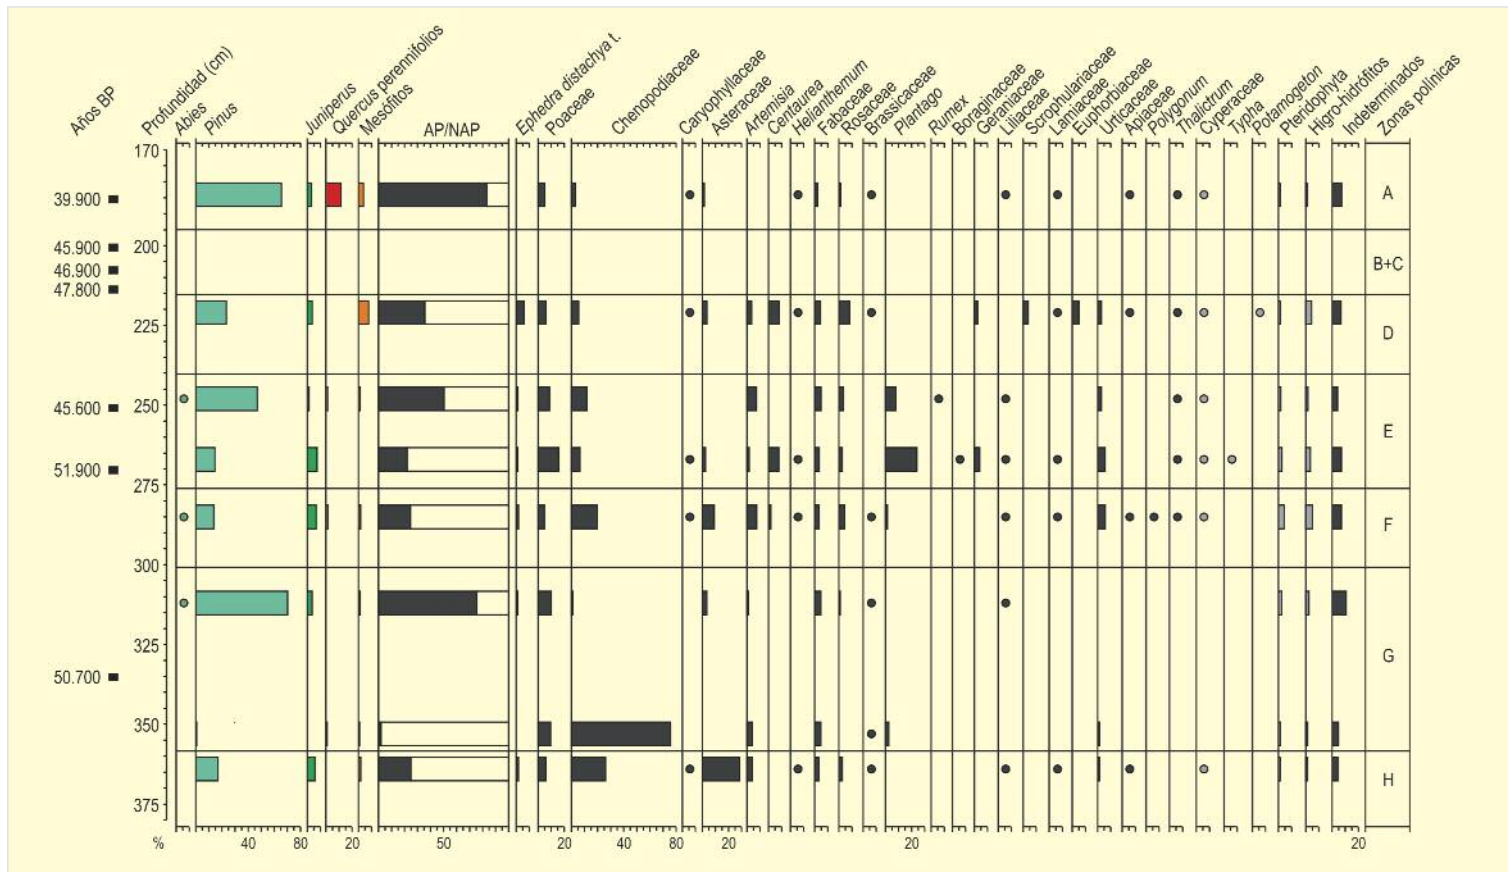 Años BP
Profundidad (cm)
Abies
Pinus
Juniperus
Quercus perennifolios
Mesófitos
AP/NAP
Ephedra distachya t.
Poaceae
Chenopodiaceae
Caryophyllaceae
Asteraceae
Artemisia
Centaurea
Helianthemum
Fabaceae
Rosaceae
Brassicaceae
Plantago
Rumex
Boraginaceae
Geraniaceae
Liliaceae
Scrophulariaceae
Lamiaceae
Euphorbiaceae
Urticaceae
Apiaceae
Polygonum
Thalictrum
Cyperaceae
Typha
Potamogeton
Pteridophyta
Higro-hidrófitos
Indeterminados
Zonas polínicas
170
39.900
A
45.900
200
46.900
B+C
47.800
225
D
45.600
250
E
51.900
275
F
300
325
G
50.700
350
H
375
% 40 80 20 50 20 40 80 20 20 20